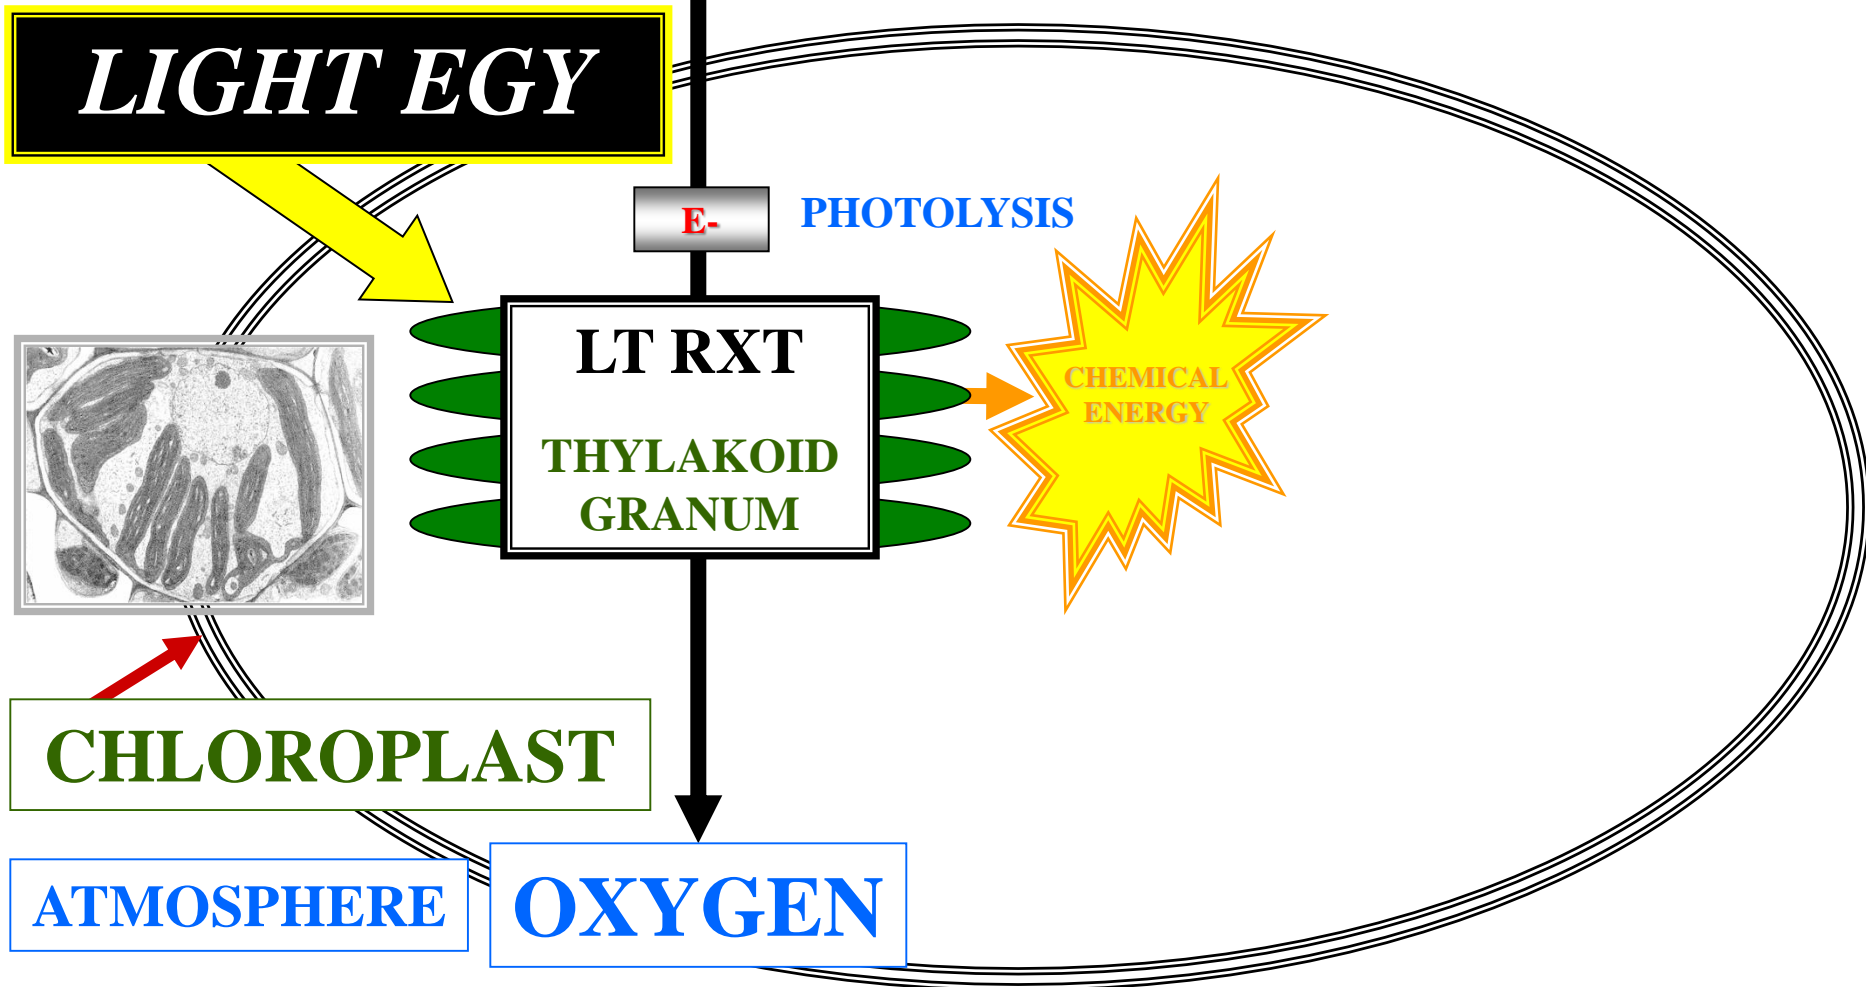 LIGHT EGY
E-
PHOTOLYSIS
LT RXT
THYLAKOID
GRANUM
CHEMICAL
ENERGY
CHLOROPLAST
ATMOSPHERE
OXYGEN